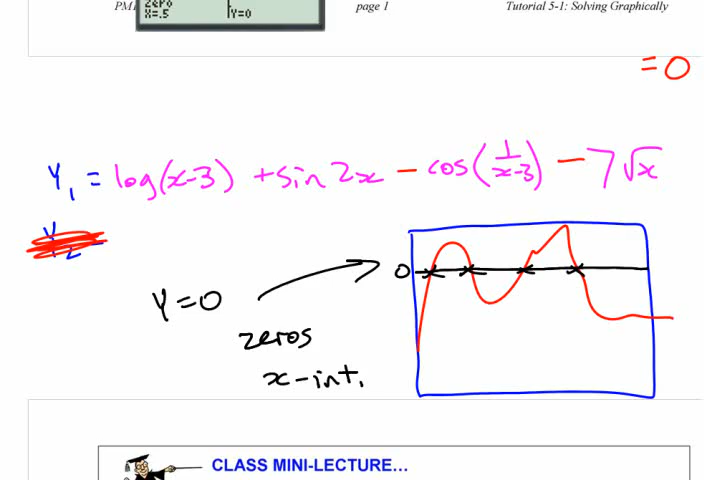 zero
X=.5 Y=0
page 1 Tutorial 5-1: Solving Graphically
= 0
Y₁ = log(x-3) + sin 2x - cos(1/(x-3)) - 7√x
0
Y=0
zeros
x-int.
CLASS MINI-LECTURE...